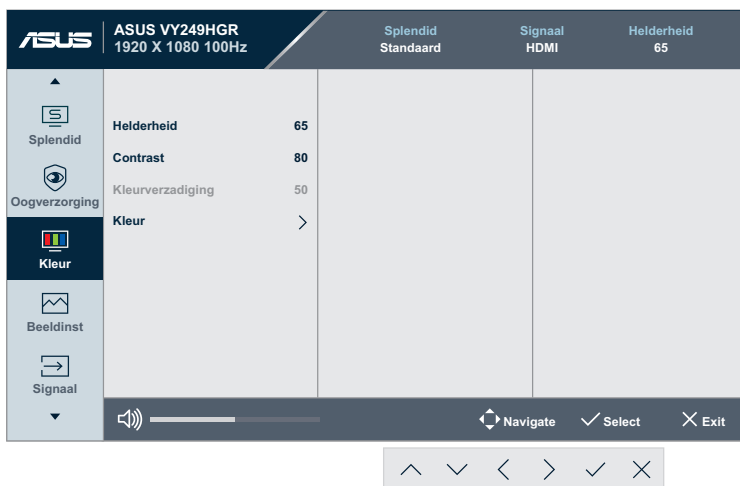 ASUS
ASUS VY249HGR
1920 X 1080 100Hz
Splendid
Standaard
Signaal
HDMI
Helderheid
65
Splendid
Oogverzorging
Kleur
Beeldinst
Signaal
Helderheid 65
Contrast 80
Kleurverzadiging 50
Kleur
Navigate
Select
Exit